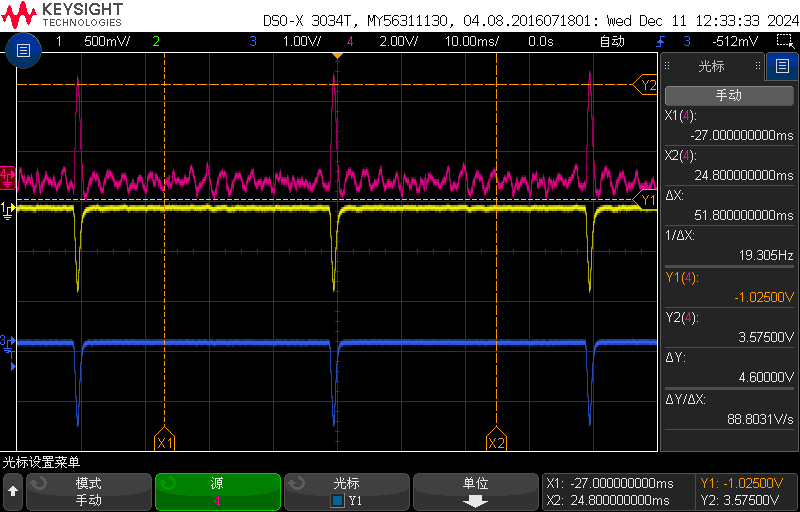 KEYSIGHT
TECHNOLOGIES
DSO-X 3034T, MY56311130, 04.08.2016071801: Wed Dec 11 12:33:33 2024
1 500mV/ 2 3 1.00V/ 4 2.00V/ 10.00ms/ 0.0s 自动 3 -512mV
光标
手动
X1(4):
-27.000000000ms
X2(4):
24.800000000ms
ΔX:
51.800000000ms
1/ΔX:
19.305Hz
Y1(4):
-1.02500V
Y2(4):
3.57500V
ΔY:
4.60000V
ΔY/ΔX:
88.8031V/s
Y2
4
Y1
1
3
X1
X2
光标设置菜单
模式
手动
源
4
光标
Y1
单位
X1: -27.000000000ms
X2: 24.800000000ms
Y1: -1.02500V
Y2: 3.57500V